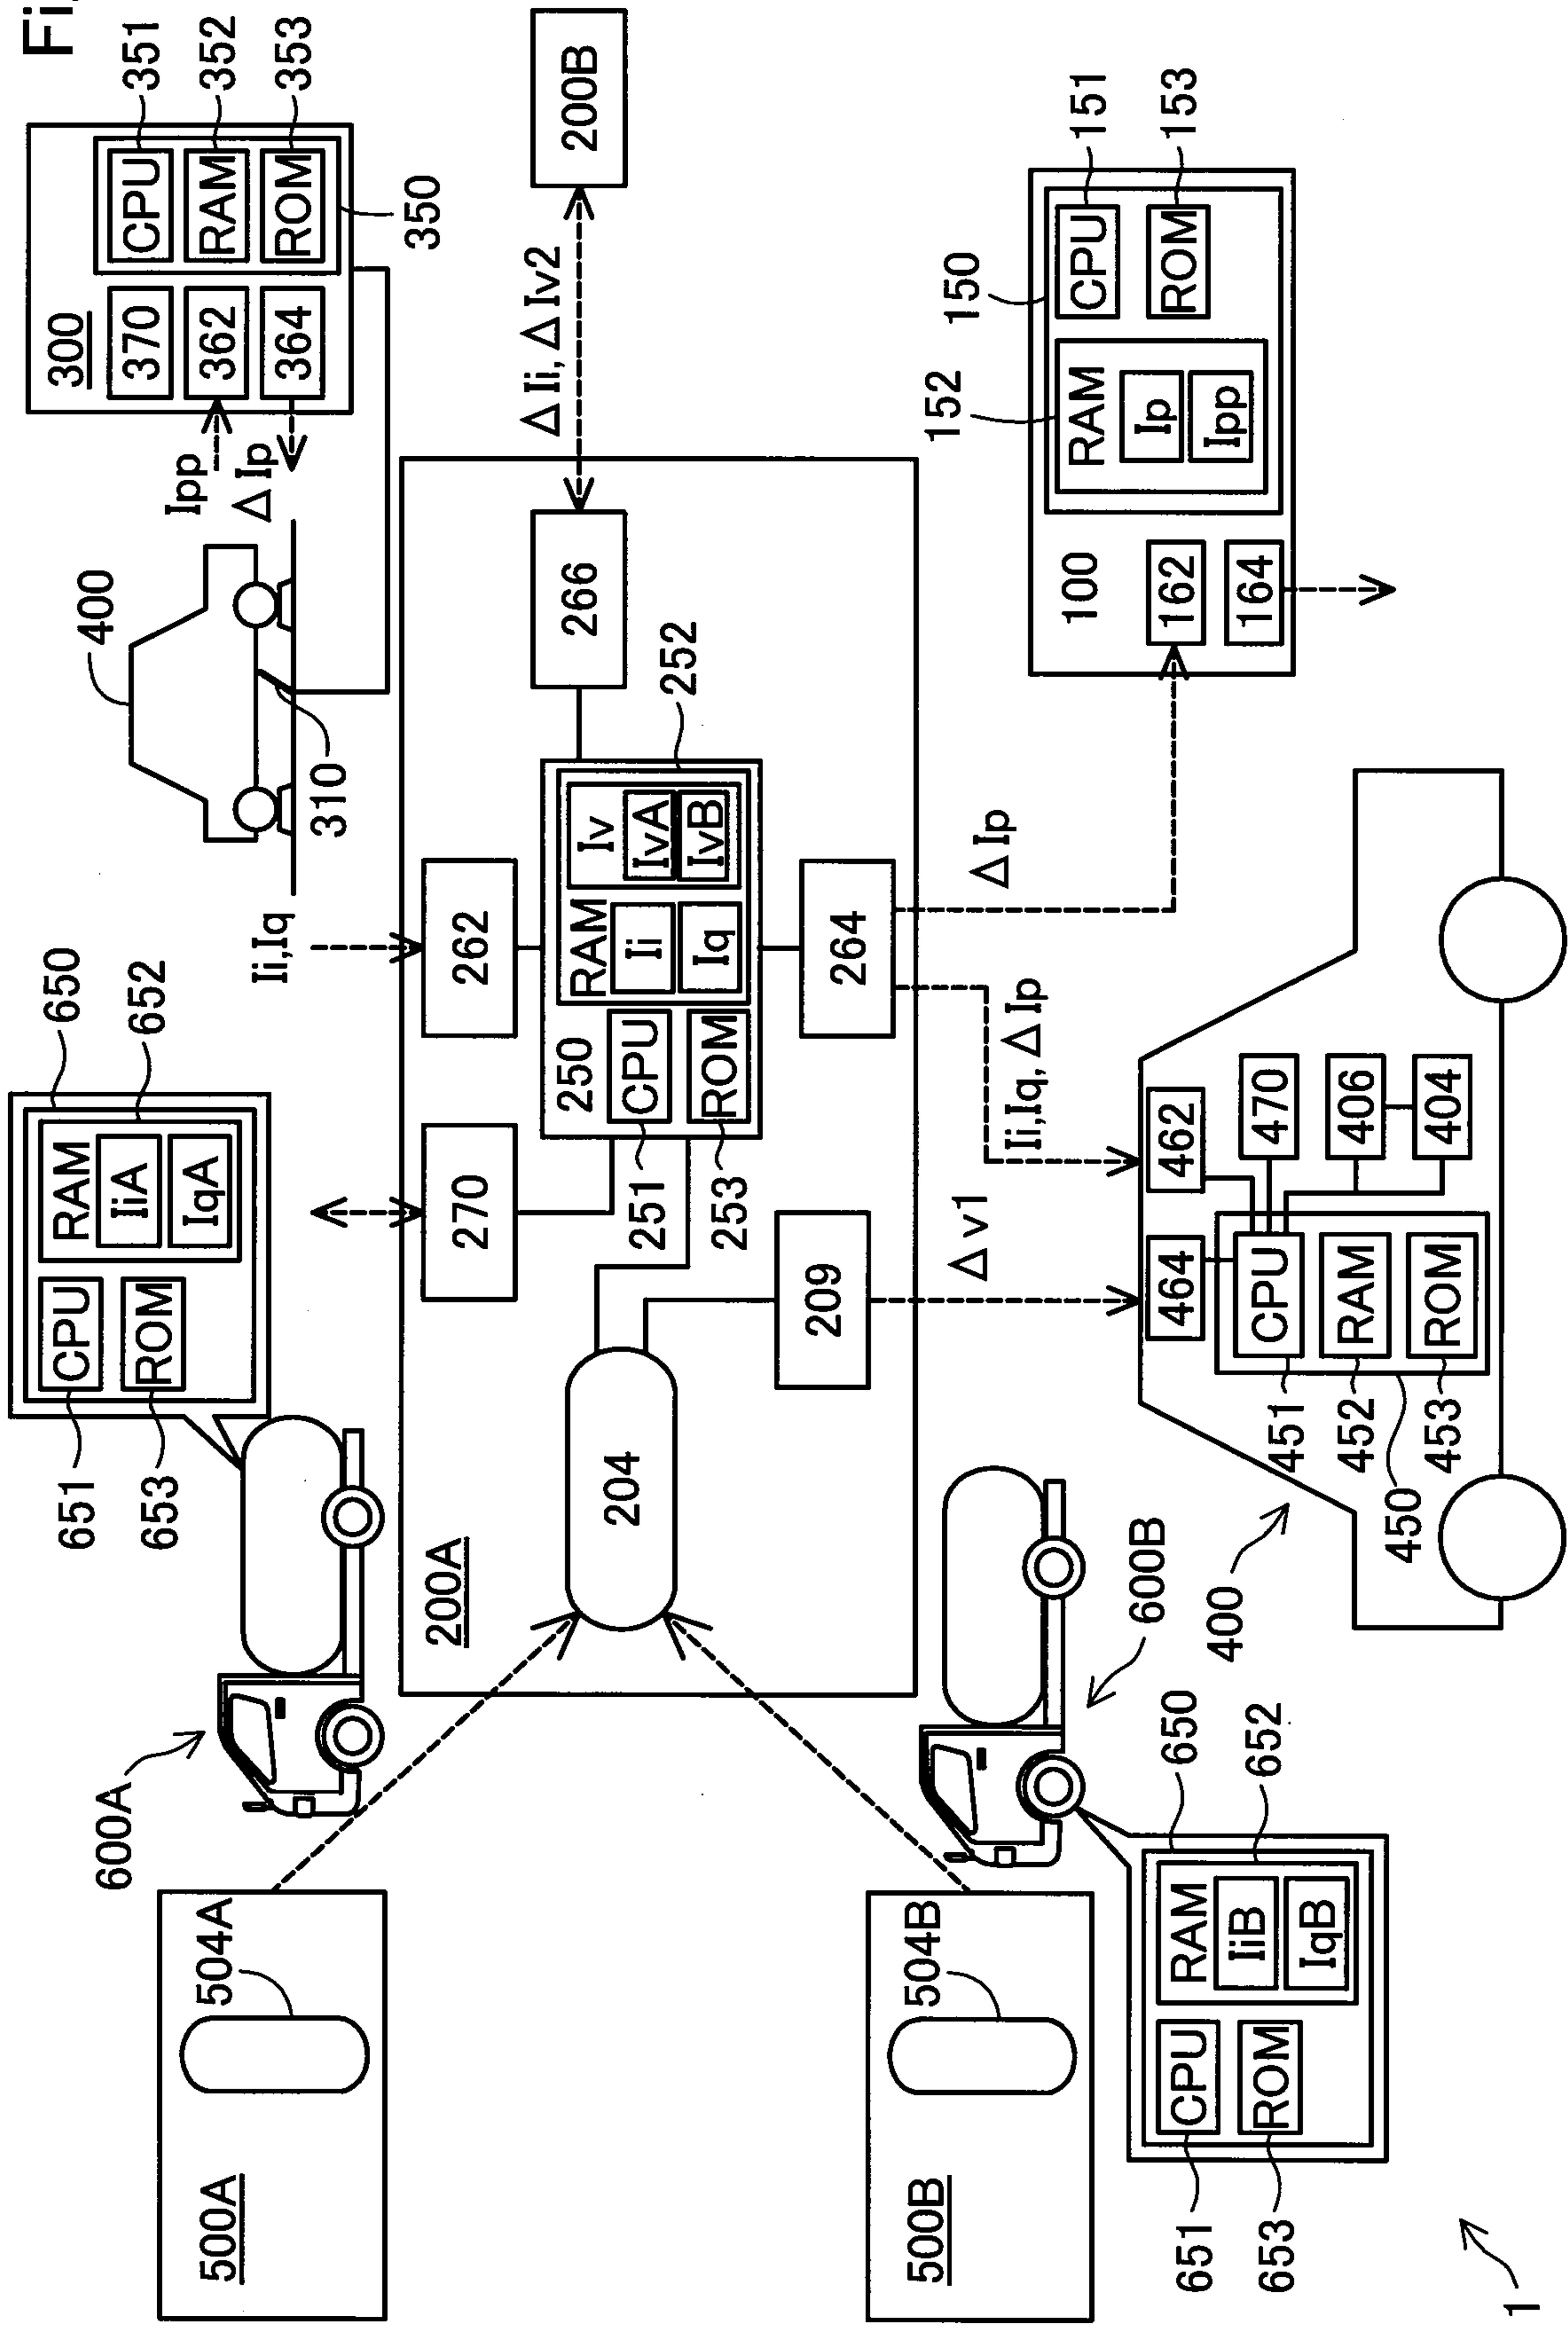 Fi
500A
504A
600A
651
CPU
653
ROM
RAM
IiA
IqA
650
652
400
310
Ipp
△Ip
300
370
362
364
CPU
RAM
ROM
351
352
353
350
200A
204
270
262
Ii,Iq
250
CPU
ROM
251
253
RAM
Ii
Iq
Iv
IvA
IvB
252
266
△Ii,△Iv2
200B
209
264
△v1
Ii,Iq,△Ip
△Ip
500B
504B
600B
651
CPU
653
ROM
RAM
IiB
IqB
650
652
400
464
462
470
406
404
CPU
RAM
ROM
451
452
453
450
100
162
164
152
RAM
Ip
Ipp
150
CPU
ROM
151
153
1